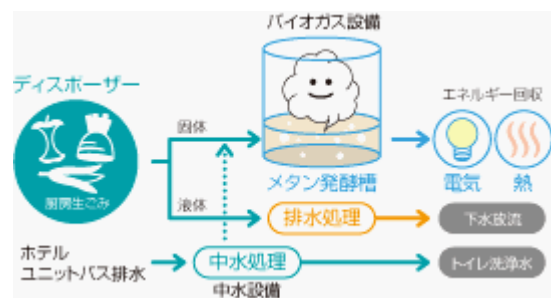 バイオガス設備
ディスポーザー
厨房生ごみ
固体
液体
メタン発酵槽
エネルギー回収
電気
熱
排水処理
下水放流
ホテル
ユニットバス排水
中水処理
中水設備
トイレ洗浄水